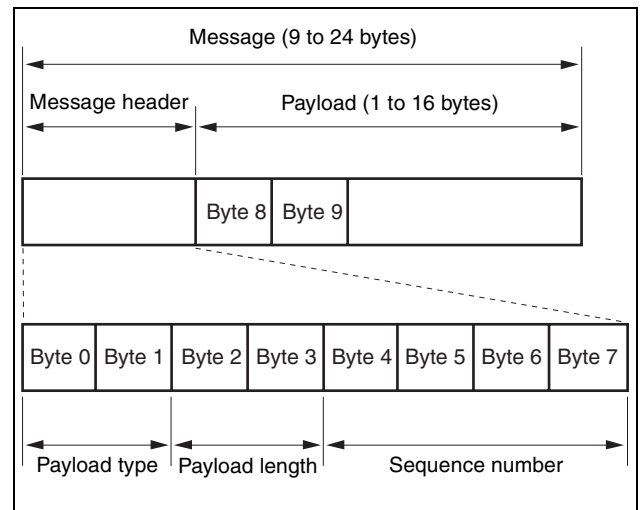 Message (9 to 24 bytes)
Message header Payload (1 to 16 bytes)
Byte 8 Byte 9
Byte 0 Byte 1 Byte 2 Byte 3 Byte 4 Byte 5 Byte 6 Byte 7
Payload type Payload length Sequence number